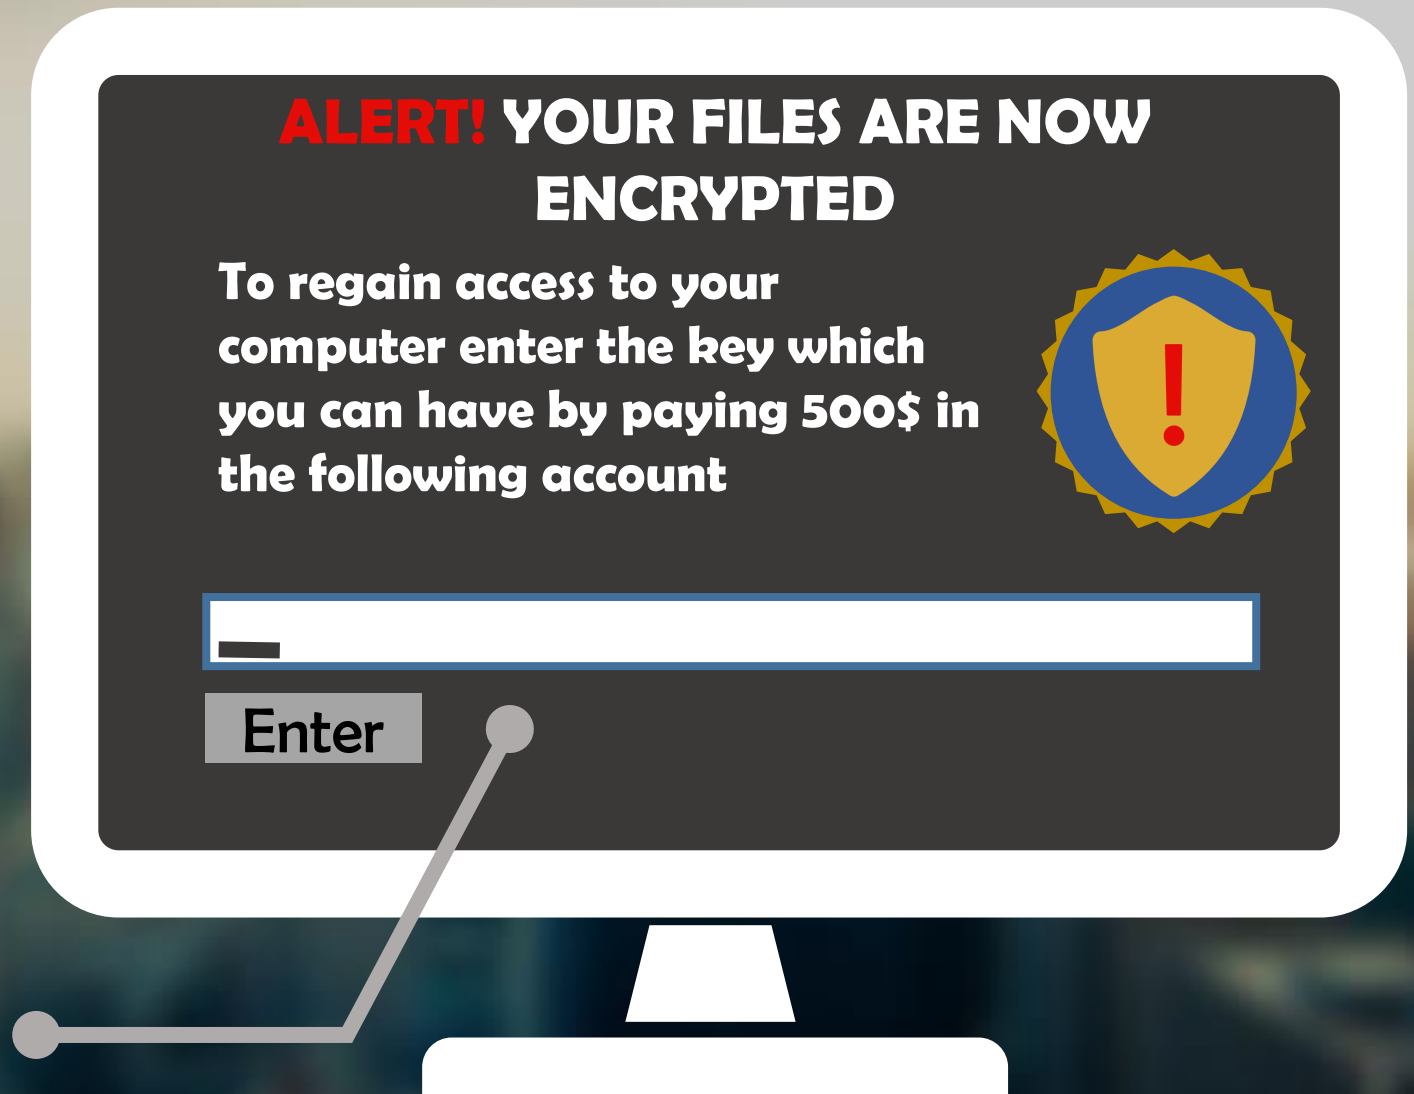 ALERT! YOUR FILES ARE NOW
ENCRYPTED
To regain access to your
computer enter the key which
you can have by paying 500$ in
the following account
Enter